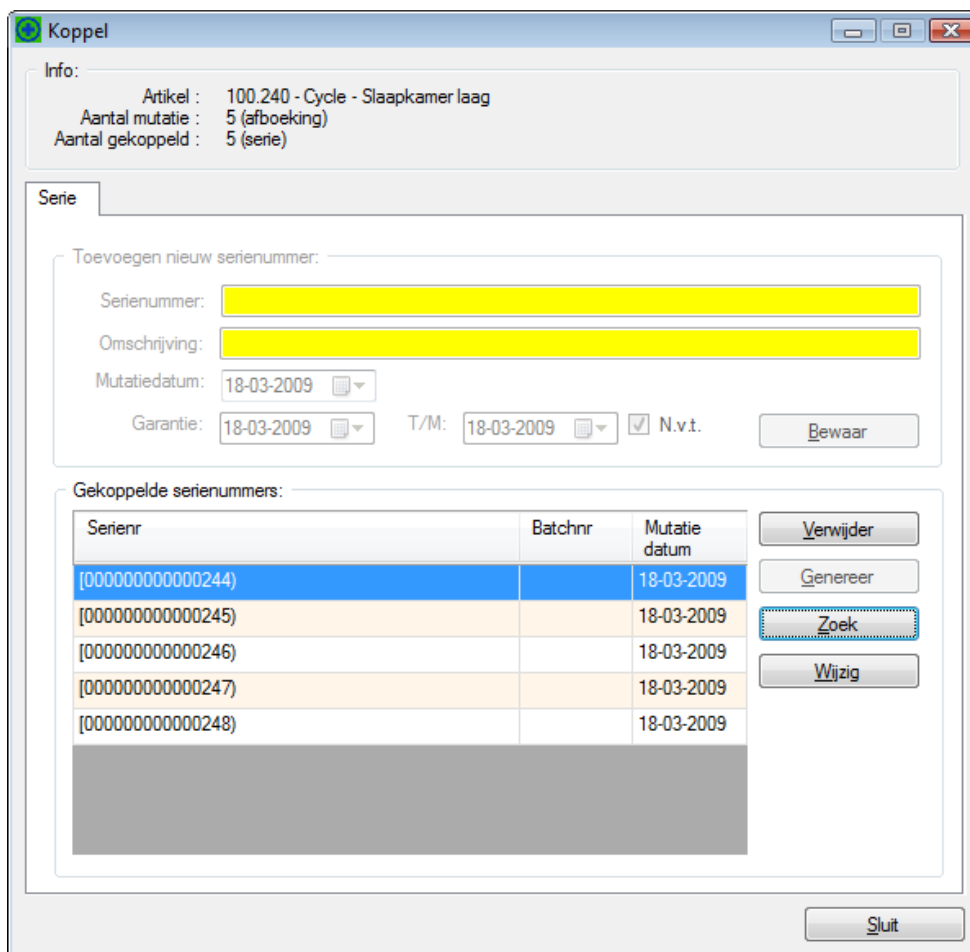 Koppel
Info:
Artikel : 100.240 - Cycle - Slaapkamer laag
Aantal mutatie : 5 (afboeking)
Aantal gekoppeld : 5 (serie)
Serie
Toevoegen nieuw serienummer:
Serienummer:
Omschrijving:
Mutatiedatum: 18-03-2009
Garantie: 18-03-2009 T/M: 18-03-2009 N.v.t. Bewaar
Gekoppelde serienummers:
Serienr Batchnr Mutatie datum
Verwijder
[000000000000244) 18-03-2009
Genereer
[000000000000245) 18-03-2009
Zoek
[000000000000246) 18-03-2009
Wijzig
[000000000000247) 18-03-2009
[000000000000248) 18-03-2009
Sluit